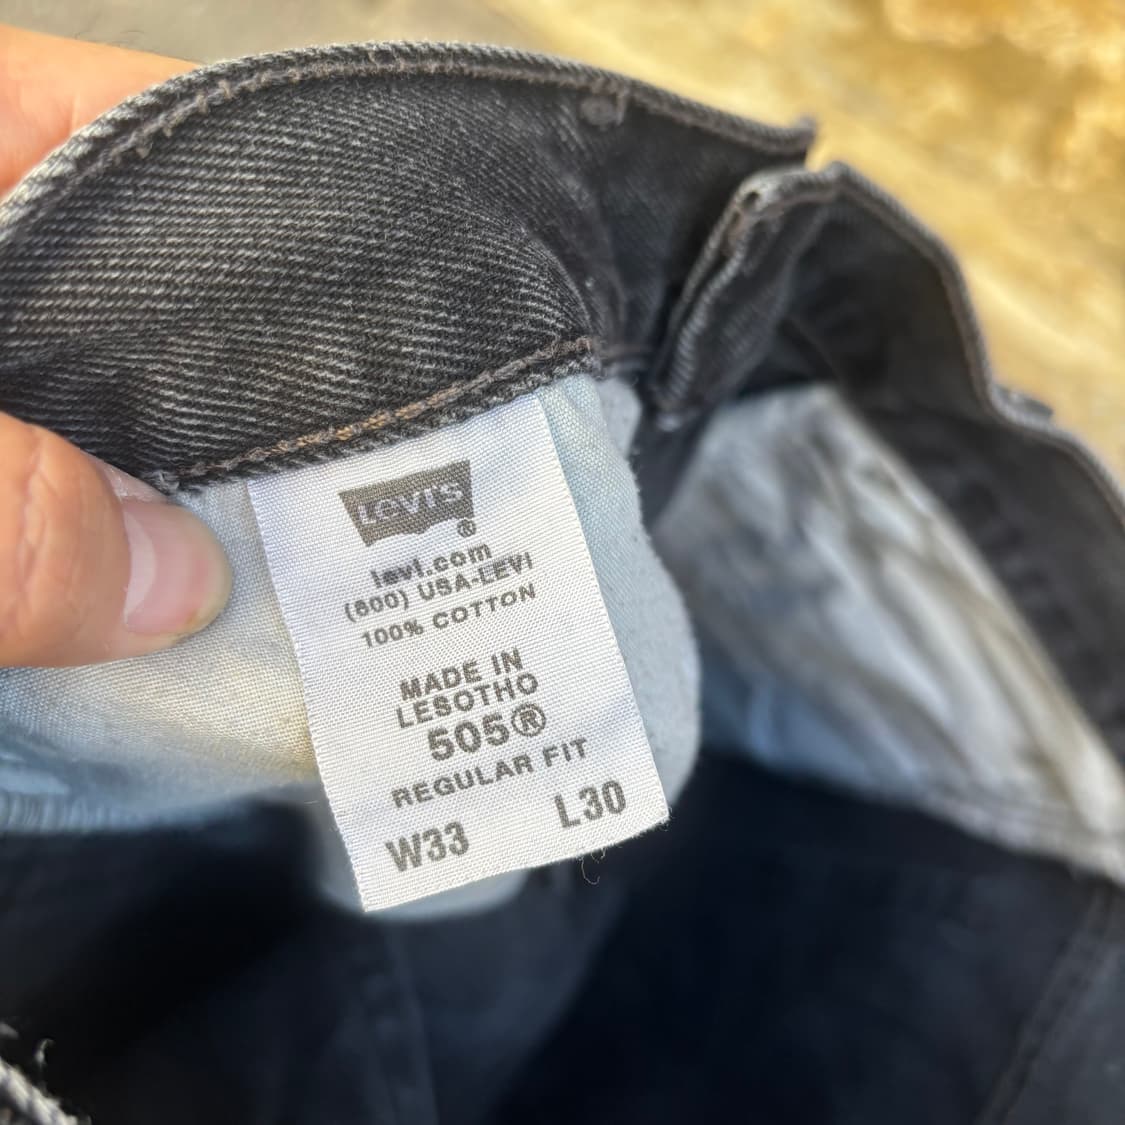 LEVI'S ®
levi.com
(800) USA-LEVI
100% COTTON
MADE IN
LESOTHO
505®
REGULAR FIT
W33 L30